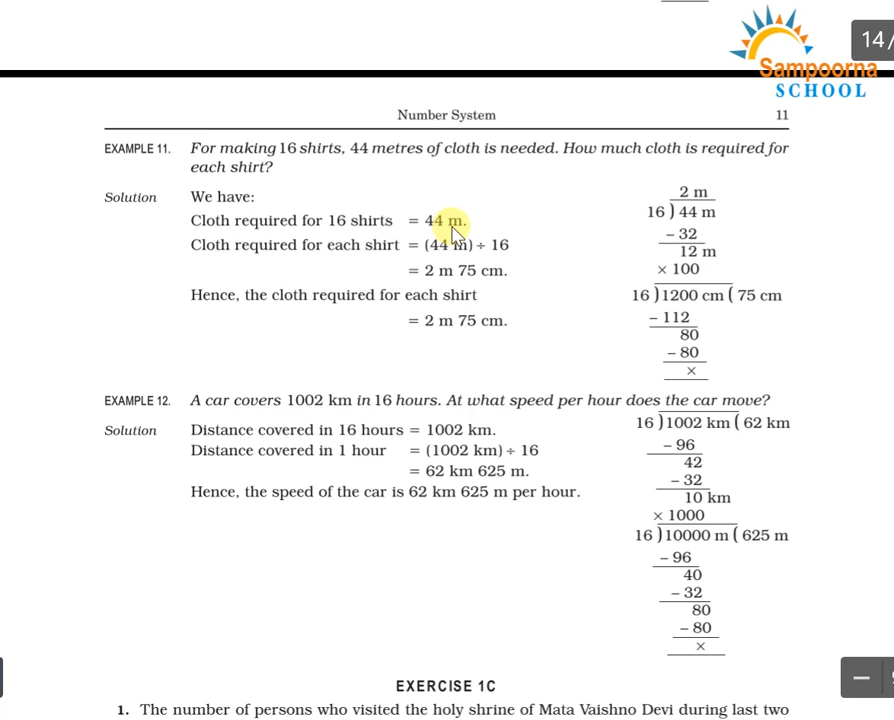 14/
Sampoorna
SCHOOL
Number System 11
EXAMPLE 11. For making 16 shirts, 44 metres of cloth is needed. How much cloth is required for
each shirt?
Solution We have:
Cloth required for 16 shirts = 44 m.
Cloth required for each shirt = (44 m) ÷ 16
= 2 m 75 cm.
Hence, the cloth required for each shirt
= 2 m 75 cm.
2 m
16 ) 44 m
– 32
12 m
× 100
16 ) 1200 cm ( 75 cm
– 112
80
– 80
×
EXAMPLE 12. A car covers 1002 km in 16 hours. At what speed per hour does the car move?
Solution Distance covered in 16 hours = 1002 km.
Distance covered in 1 hour = (1002 km) ÷ 16
= 62 km 625 m.
Hence, the speed of the car is 62 km 625 m per hour.
16 ) 1002 km ( 62 km
– 96
42
– 32
10 km
× 1000
16 ) 10000 m ( 625 m
– 96
40
– 32
80
– 80
×
EXERCISE 1C
1. The number of persons who visited the holy shrine of Mata Vaishno Devi during last two